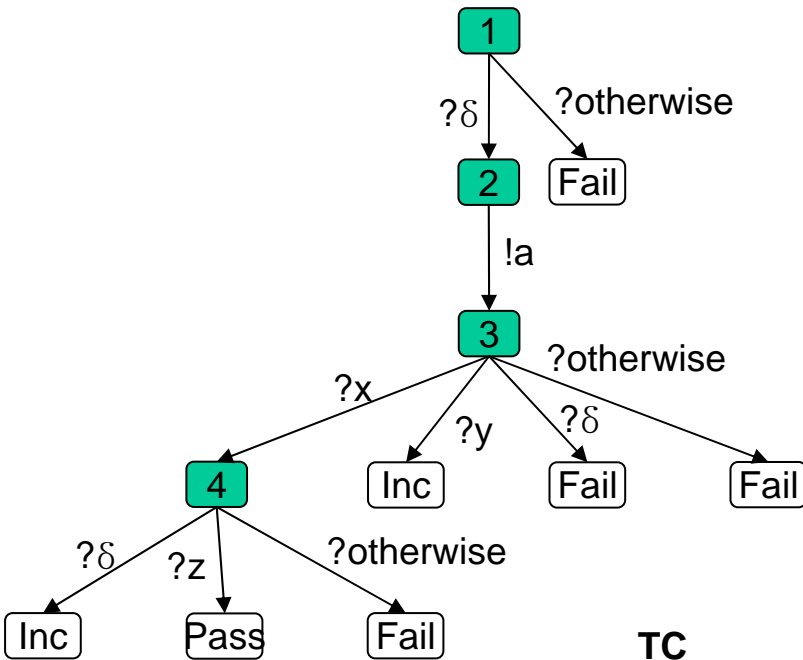 1
?δ
?otherwise
2
Fail
!a
3
?x
?y
?δ
?otherwise
4
Inc
Fail
Fail
?δ
?z
?otherwise
Inc
Pass
Fail
TC